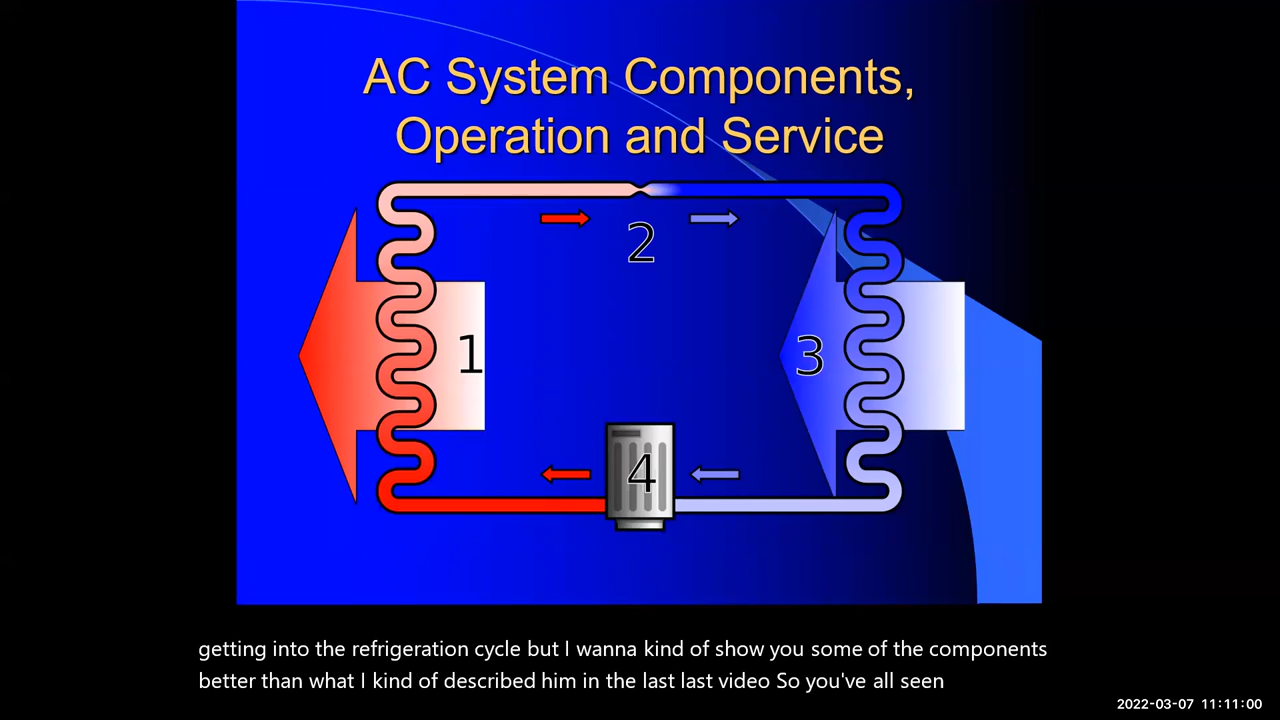 AC System Components,
Operation and Service
2
1
3
4
getting into the refrigeration cycle but I wanna kind of show you some of the components
better than what I kind of described him in the last last video So you've all seen
2022-03-07 11:11:00